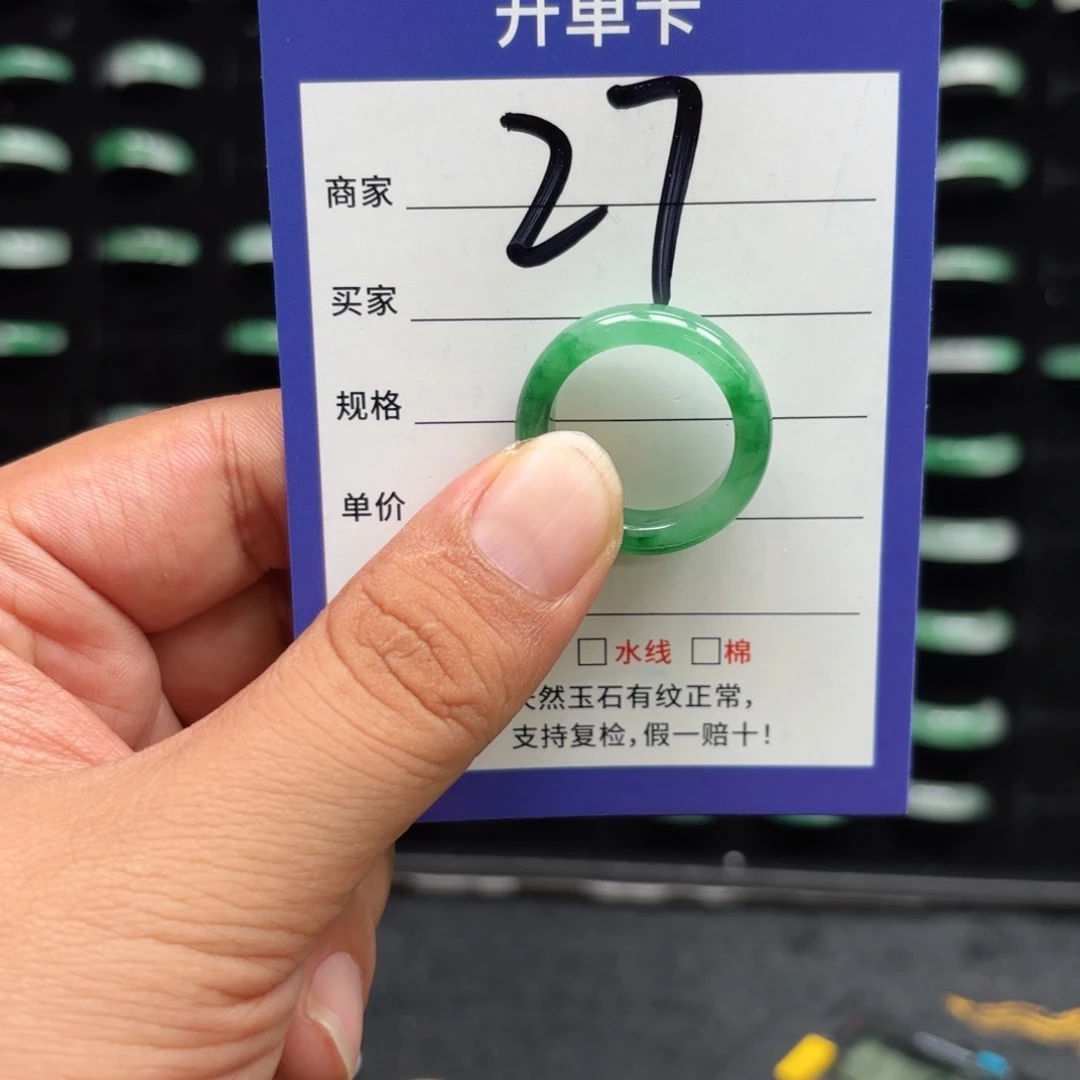 开单卡
27
商家
买家
规格
单价
□水线 □棉
天然玉石有纹正常，
支持复检，假一赔十！